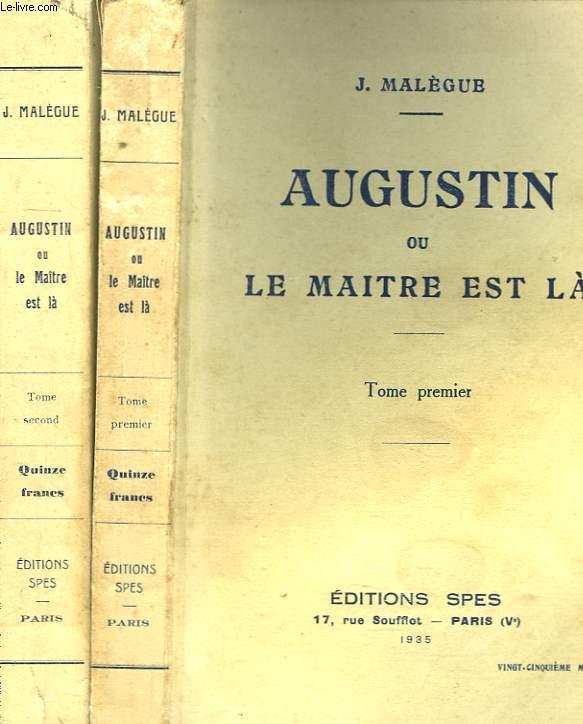 Le-livre.com
J. MALÈGUE
AUGUSTIN
ou
le Maître
est là
Tome
second
Quinze
francs
ÉDITIONS
SPES
PARIS
J. MALÈGUE
AUGUSTIN
ou
le Maître
est là
Tome
premier
Quinze
francs
ÉDITIONS
SPES
PARIS
J. MALÈGUE
AUGUSTIN
OU
LE MAITRE EST LÀ
Tome premier
ÉDITIONS SPES
17, rue Soufflot — PARIS (Vᵉ)
1935
VINGT-CINQUIÈME M